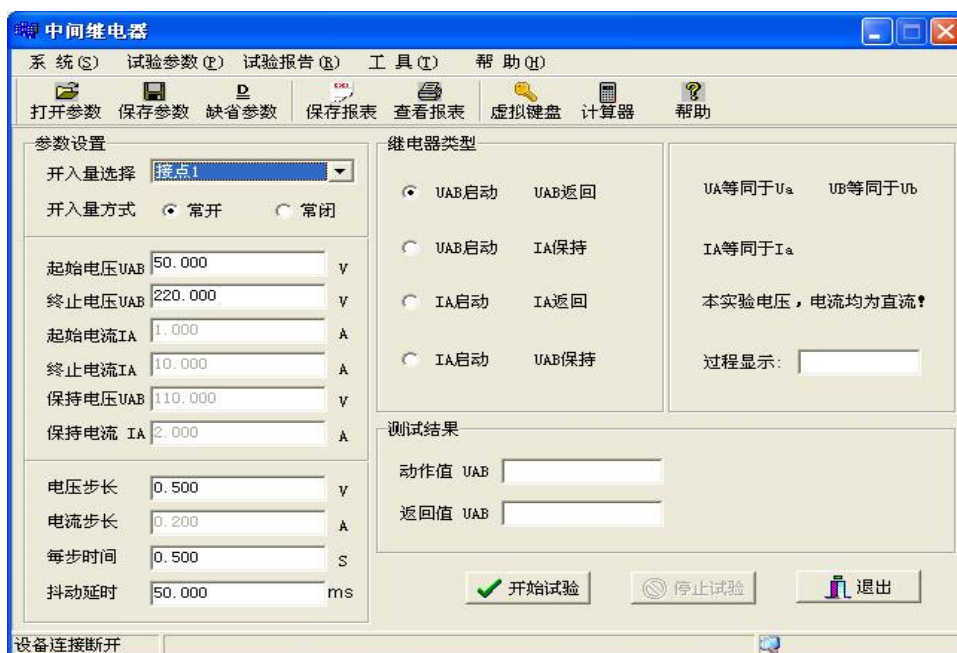 中间继电器
系 统(S) 试验参数(P) 试验报告(R) 工 具(T) 帮 助(H)
打开参数 保存参数 缺省参数 保存报表 查看报表 虚拟键盘 计算器 帮助
参数设置
开入量选择 接点1
开入量方式 常开 常闭
起始电压UAB 50.000 V
终止电压UAB 220.000 V
起始电流IA 1.000 A
终止电流IA 10.000 A
保持电压UAB 110.000 V
保持电流 IA 2.000 A
电压步长 0.500 V
电流步长 0.200 A
每步时间 0.500 S
抖动延时 50.000 ms
继电器类型
UAB启动 UAB返回
UAB启动 IA保持
IA启动 IA返回
IA启动 UAB保持
UA等同于Ua UB等同于Ub
IA等同于Ia
本实验电压，电流均为直流！
过程显示:
测试结果
动作值 UAB
返回值 UAB
开始试验 停止试验 退出
设备连接断开